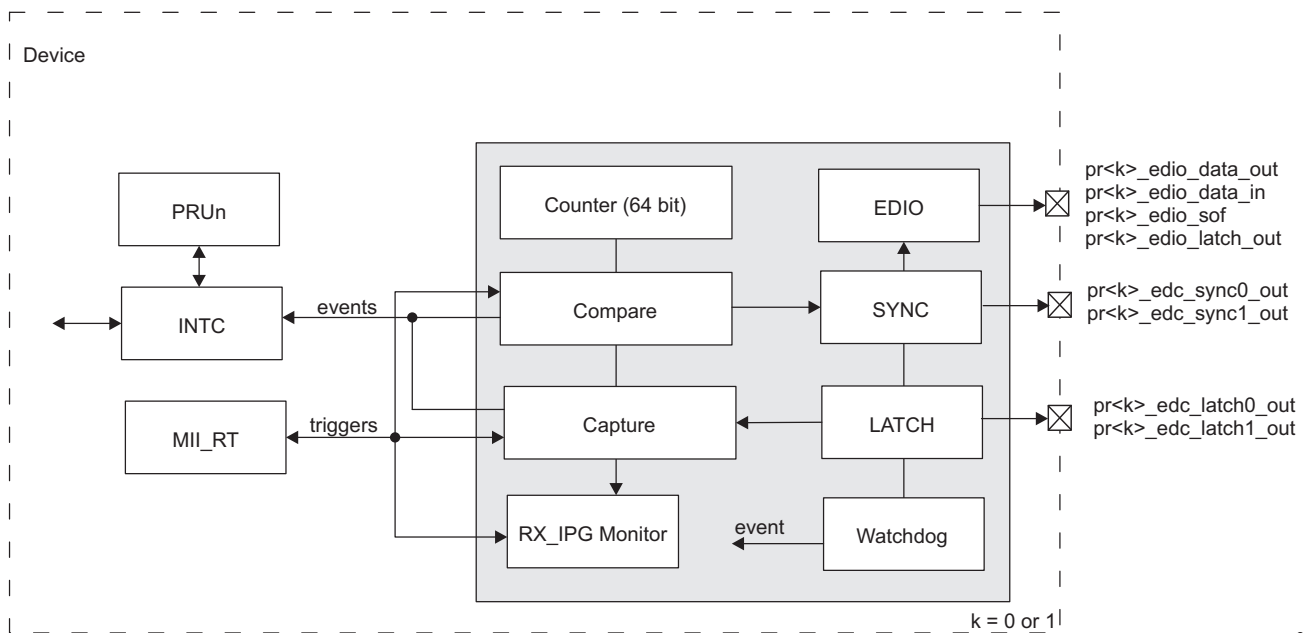 Device
pr<k>_edio_data_out
pr<k>_edio_data_in
pr<k>_edio_sof
pr<k>_edio_latch_out
PRUn
Counter (64 bit)
EDIO
pr<k>_edc_sync0_out
pr<k>_edc_sync1_out
INTC
events
Compare
SYNC
pr<k>_edc_latch0_out
pr<k>_edc_latch1_out
MII_RT
triggers
Capture
LATCH
RX_IPG Monitor
event
Watchdog
k = 0 or 1